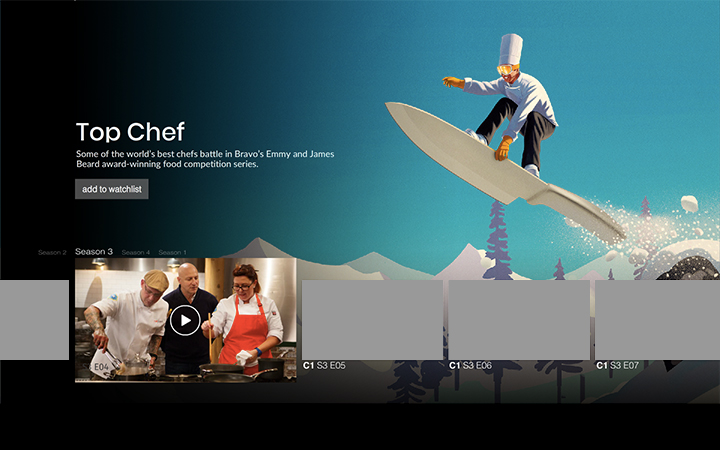 Top Chef
Some of the world's best chefs battle in Bravo's Emmy and James
Beard award-winning food competition series.
add to watchlist
Season 2 Season 3 Season 4 Season 1
E04
C1 S3 E05 C1 S3 E06 C1 S3 E07